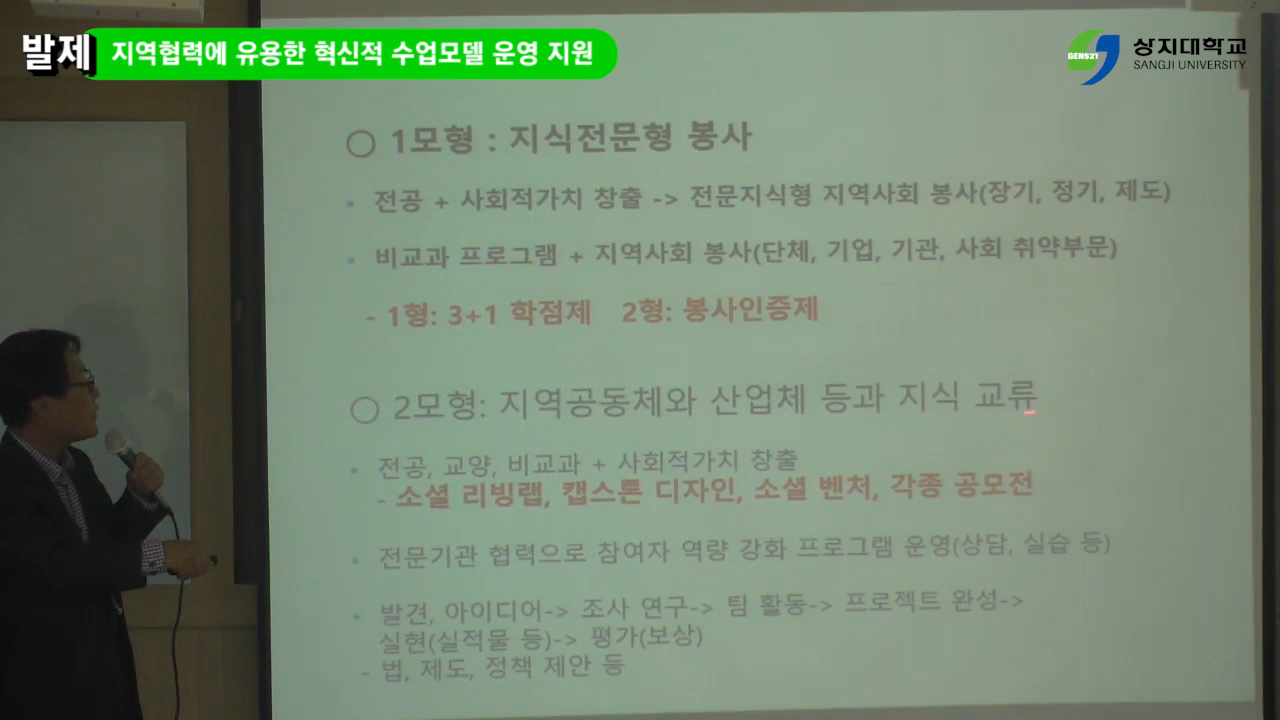 발제 지역협력에 유용한 혁신적 수업모델 운영 지원
GENS21 상지대학교
SANGJI UNIVERSITY
○ 1모형 : 지식전문형 봉사
• 전공 + 사회적가치 창출 -> 전문지식형 지역사회 봉사(장기, 정기, 제도)
• 비교과 프로그램 + 지역사회 봉사(단체, 기업, 기관, 사회 취약부문)
- 1형: 3+1 학점제 2형: 봉사인증제
○ 2모형: 지역공동체와 산업체 등과 지식 교류
• 전공, 교양, 비교과 + 사회적가치 창출
- 소셜 리빙랩, 캡스톤 디자인, 소셜 벤처, 각종 공모전
• 전문기관 협력으로 참여자 역량 강화 프로그램 운영(상담, 실습 등)
• 발견, 아이디어-> 조사 연구-> 팀 활동-> 프로젝트 완성->
실현(실적물 등)-> 평가(보상)
- 법, 제도, 정책 제안 등